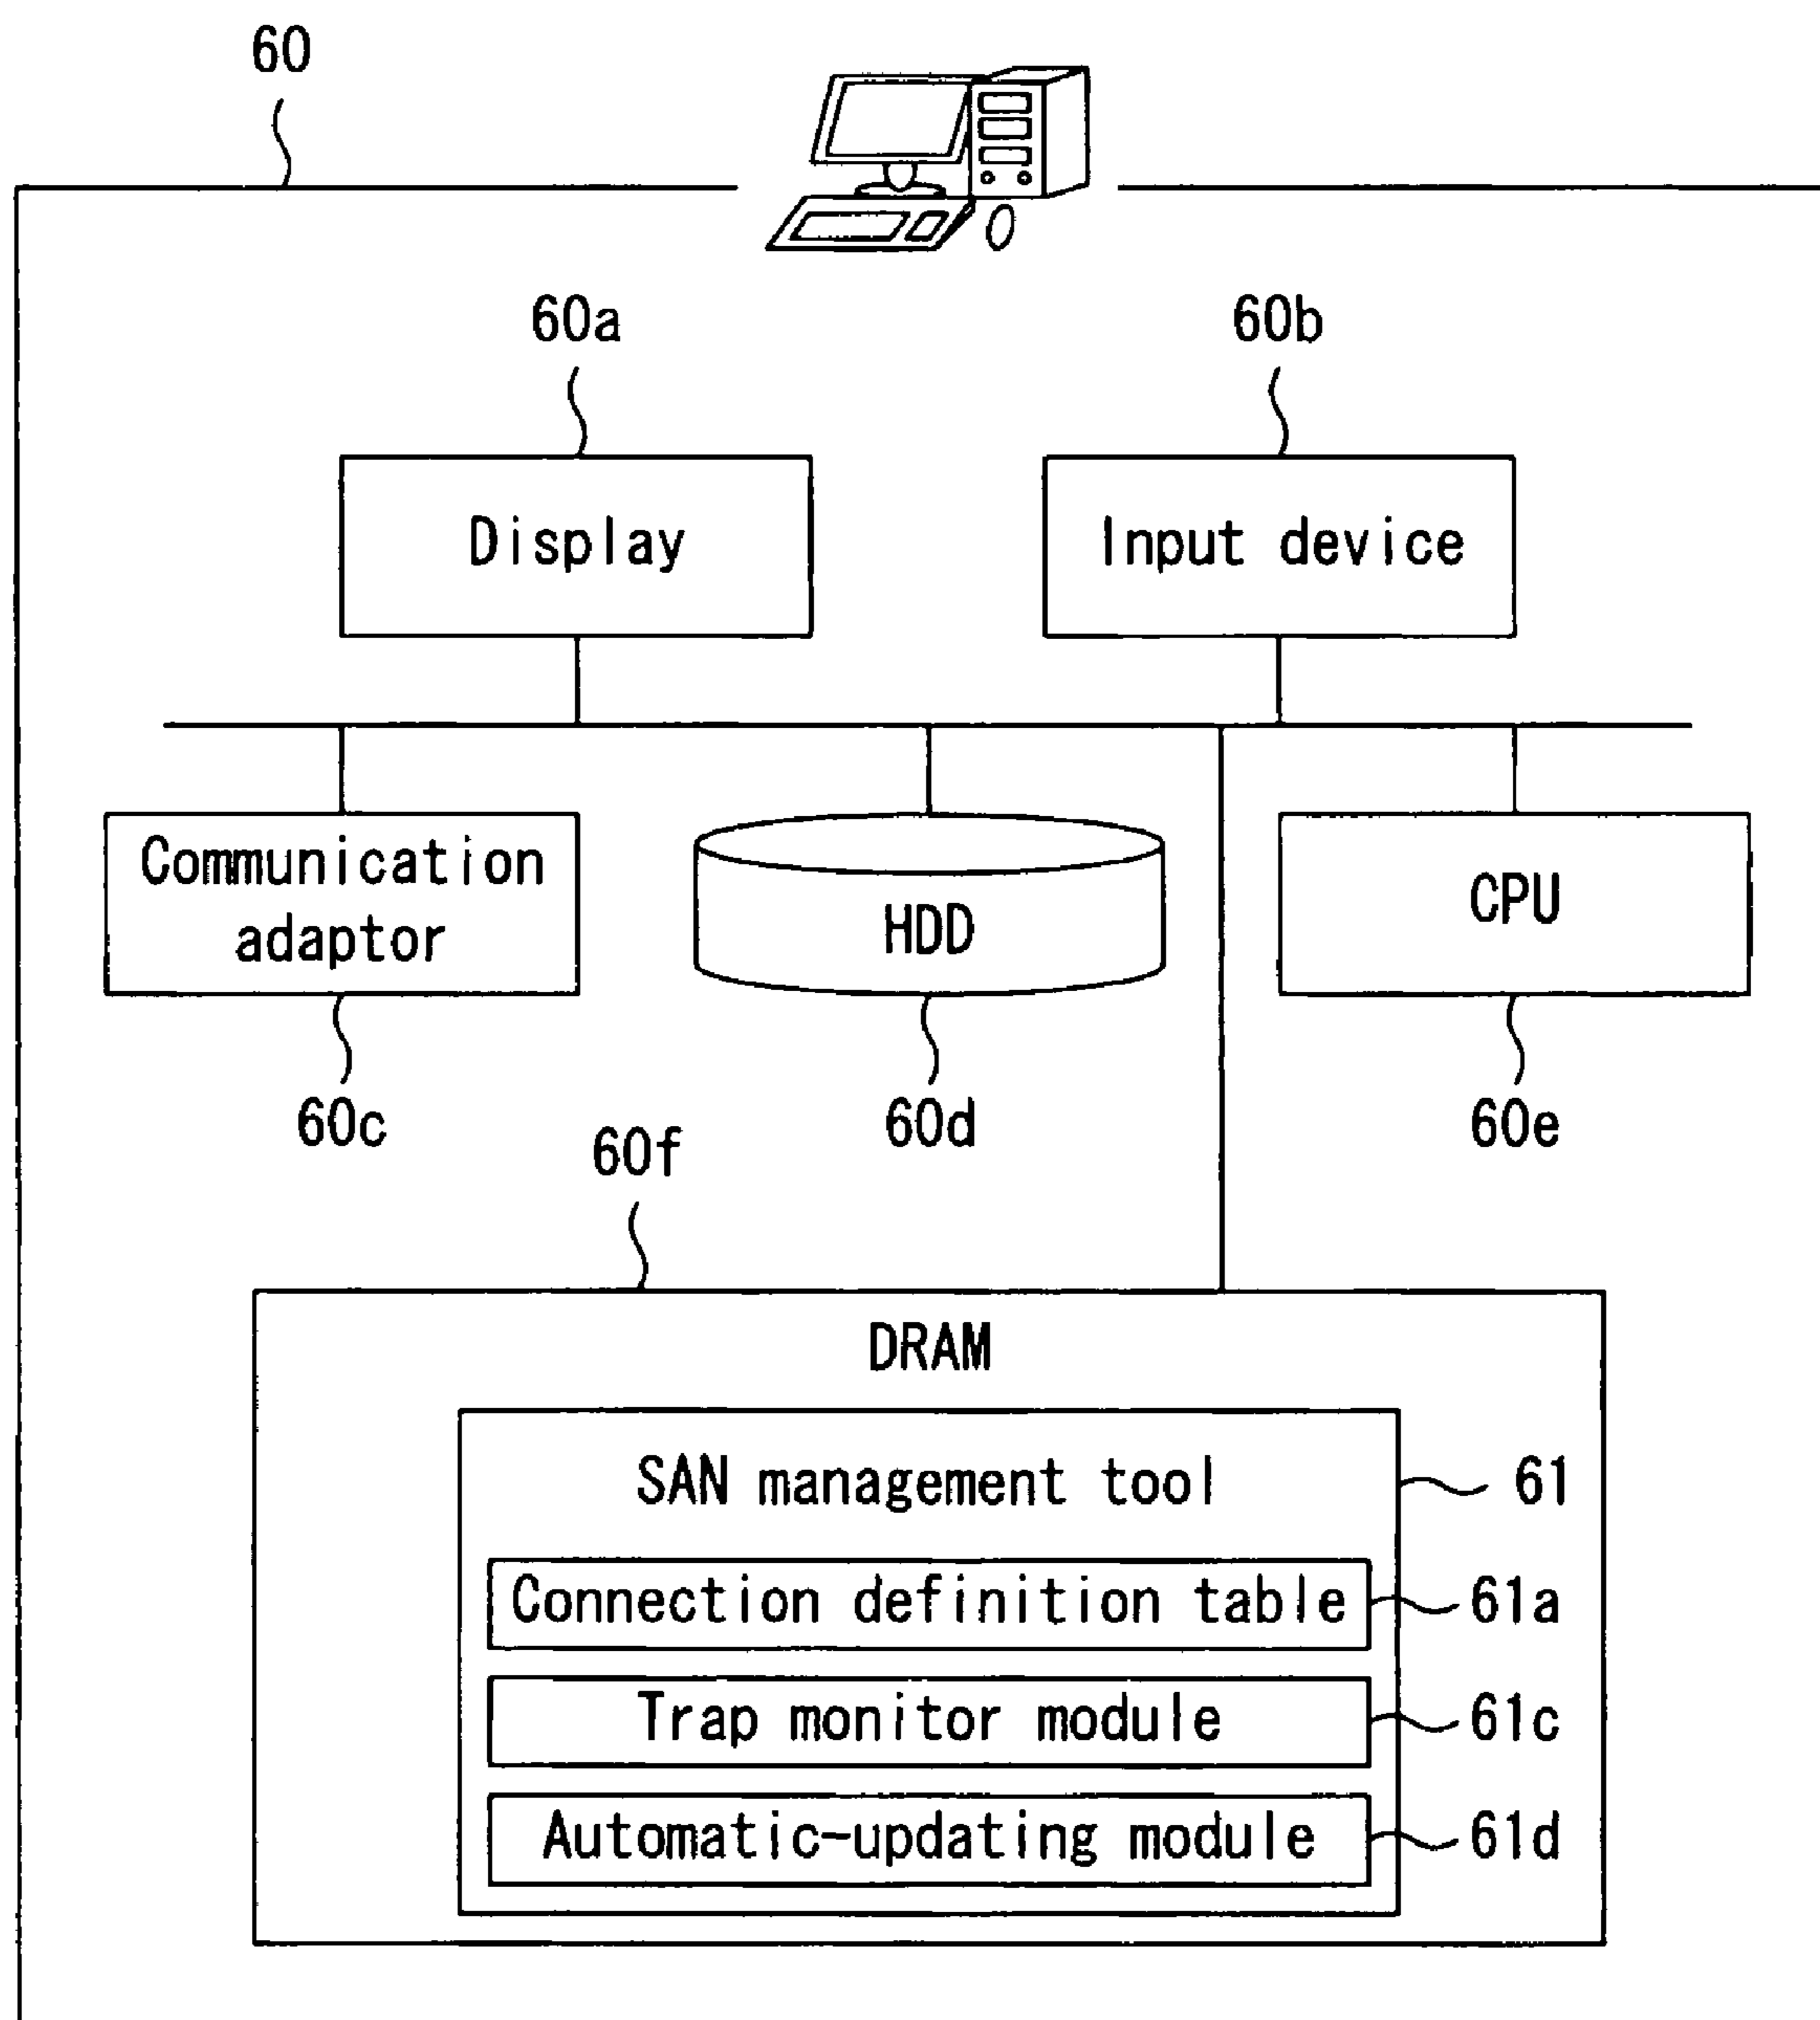 60
60a
60b
Display
Input device
Communication
adaptor
HDD
CPU
60c
60d
60e
60f
DRAM
SAN management tool
61
Connection definition table
61a
Trap monitor module
61c
Automatic-updating module
61d